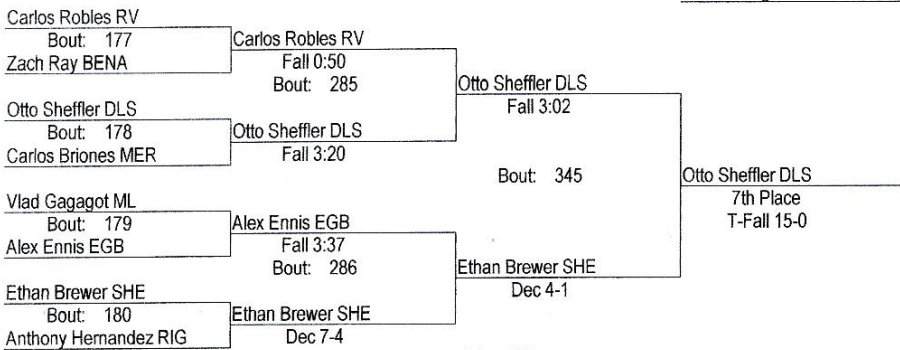 Carlos Robles RV
Bout: 177
Zach Ray BENA
Carlos Robles RV
Fall 0:50
Bout: 285
Otto Sheffler DLS
Bout: 178
Carlos Briones MER
Otto Sheffler DLS
Fall 3:20
Otto Sheffler DLS
Fall 3:02
Vlad Gagagot ML
Bout: 179
Alex Ennis EGB
Alex Ennis EGB
Fall 3:37
Bout: 286
Ethan Brewer SHE
Bout: 180
Anthony Hernandez RIG
Ethan Brewer SHE
Dec 7-4
Ethan Brewer SHE
Dec 4-1
Bout: 345
Otto Sheffler DLS
7th Place
T-Fall 15-0